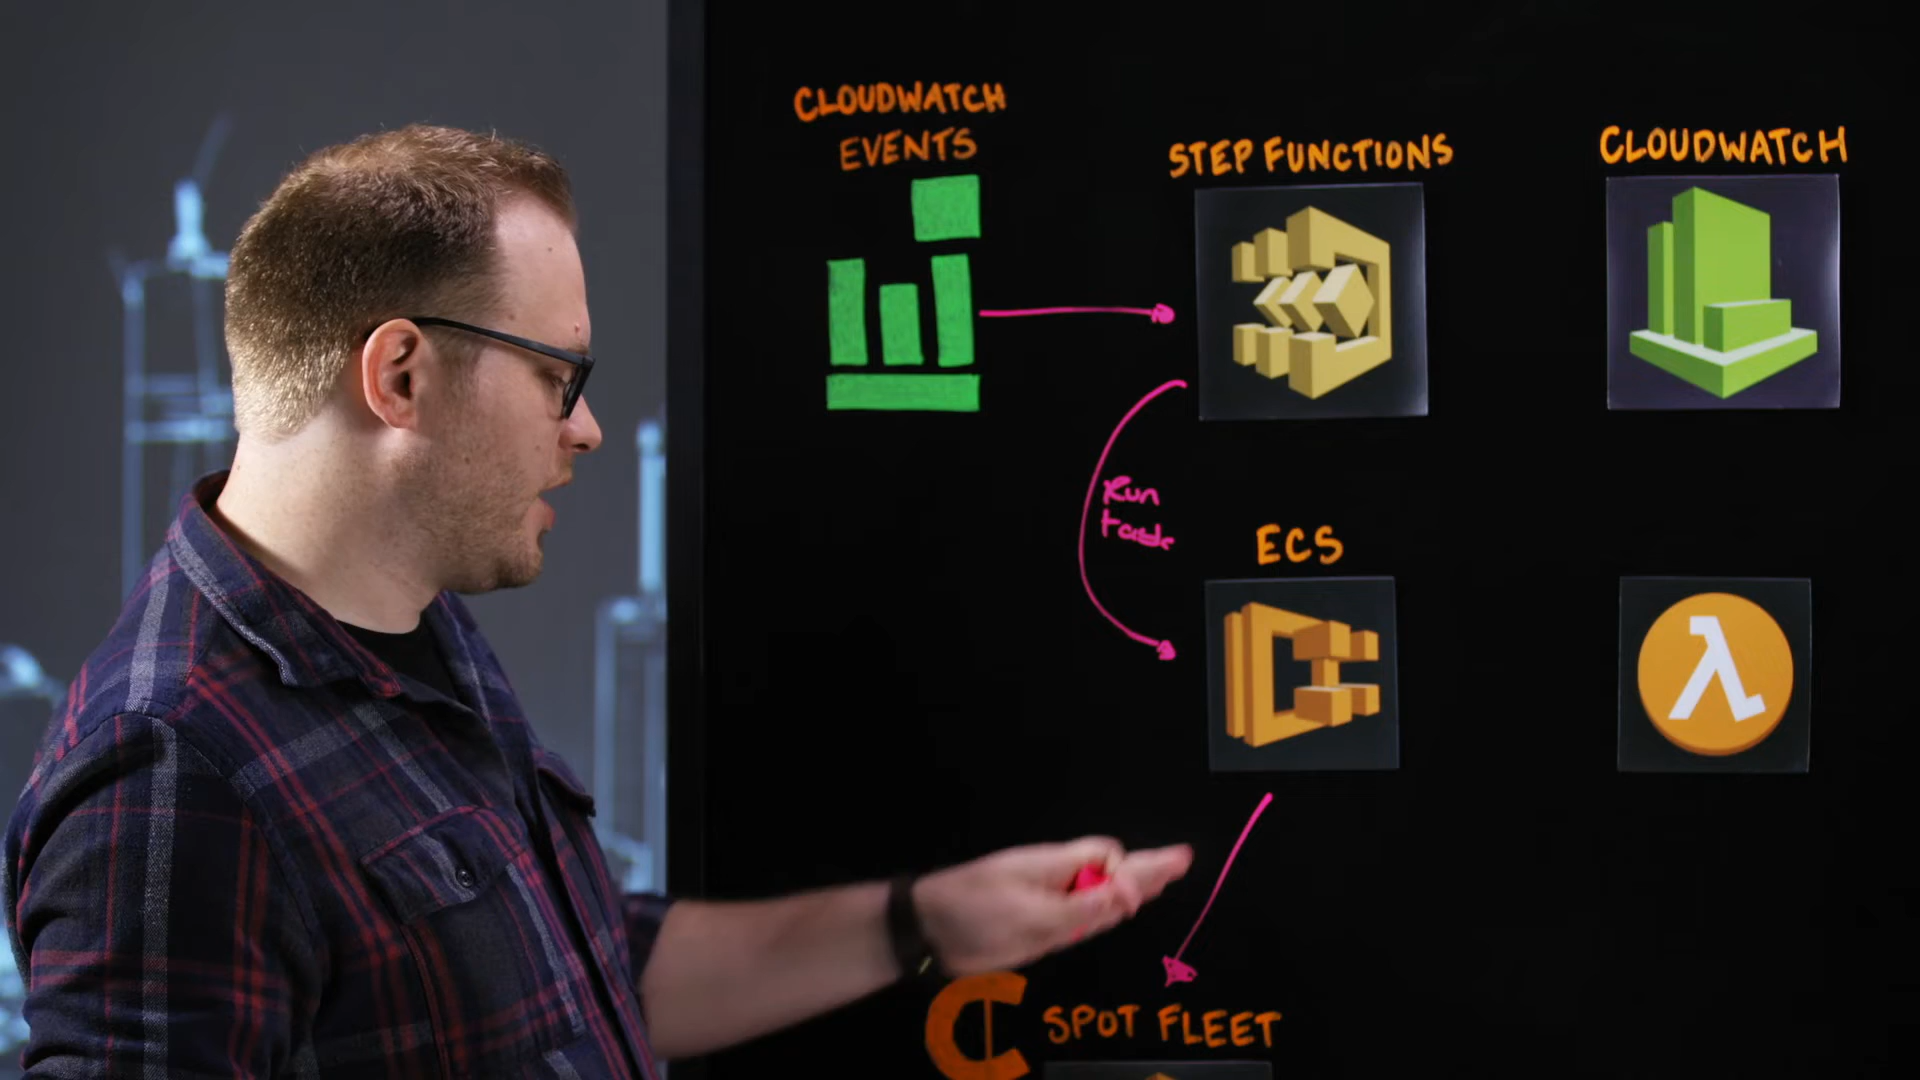 CLOUDWATCH
EVENTS
STEP FUNCTIONS
CLOUDWATCH
Run
task
ECS
λ
SPOT FLEET